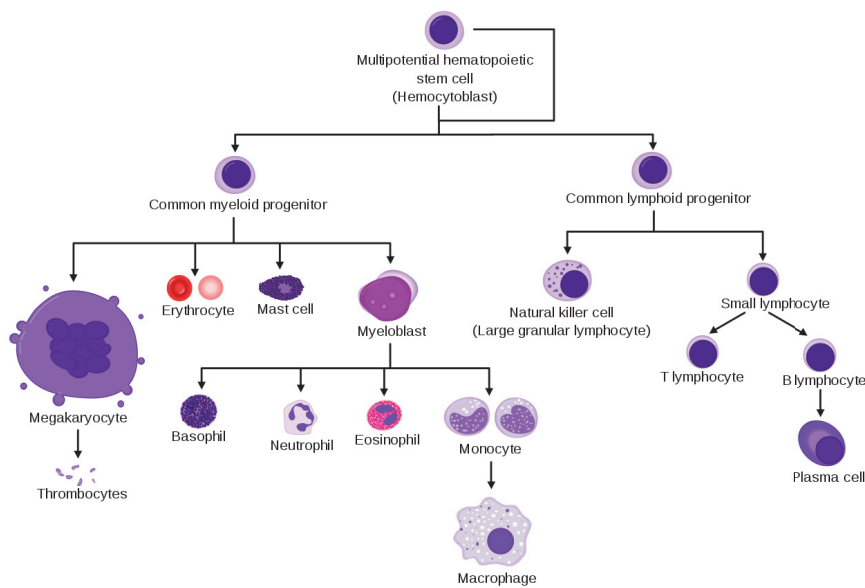 Multipotential hematopoietic
stem cell
(Hemocytoblast)
Common myeloid progenitor
Common lymphoid progenitor
Erythrocyte
Mast cell
Myeloblast
Natural killer cell
(Large granular lymphocyte)
Small lymphocyte
T lymphocyte
B lymphocyte
Megakaryocyte
Basophil
Neutrophil
Eosinophil
Monocyte
Plasma cell
Thrombocytes
Macrophage